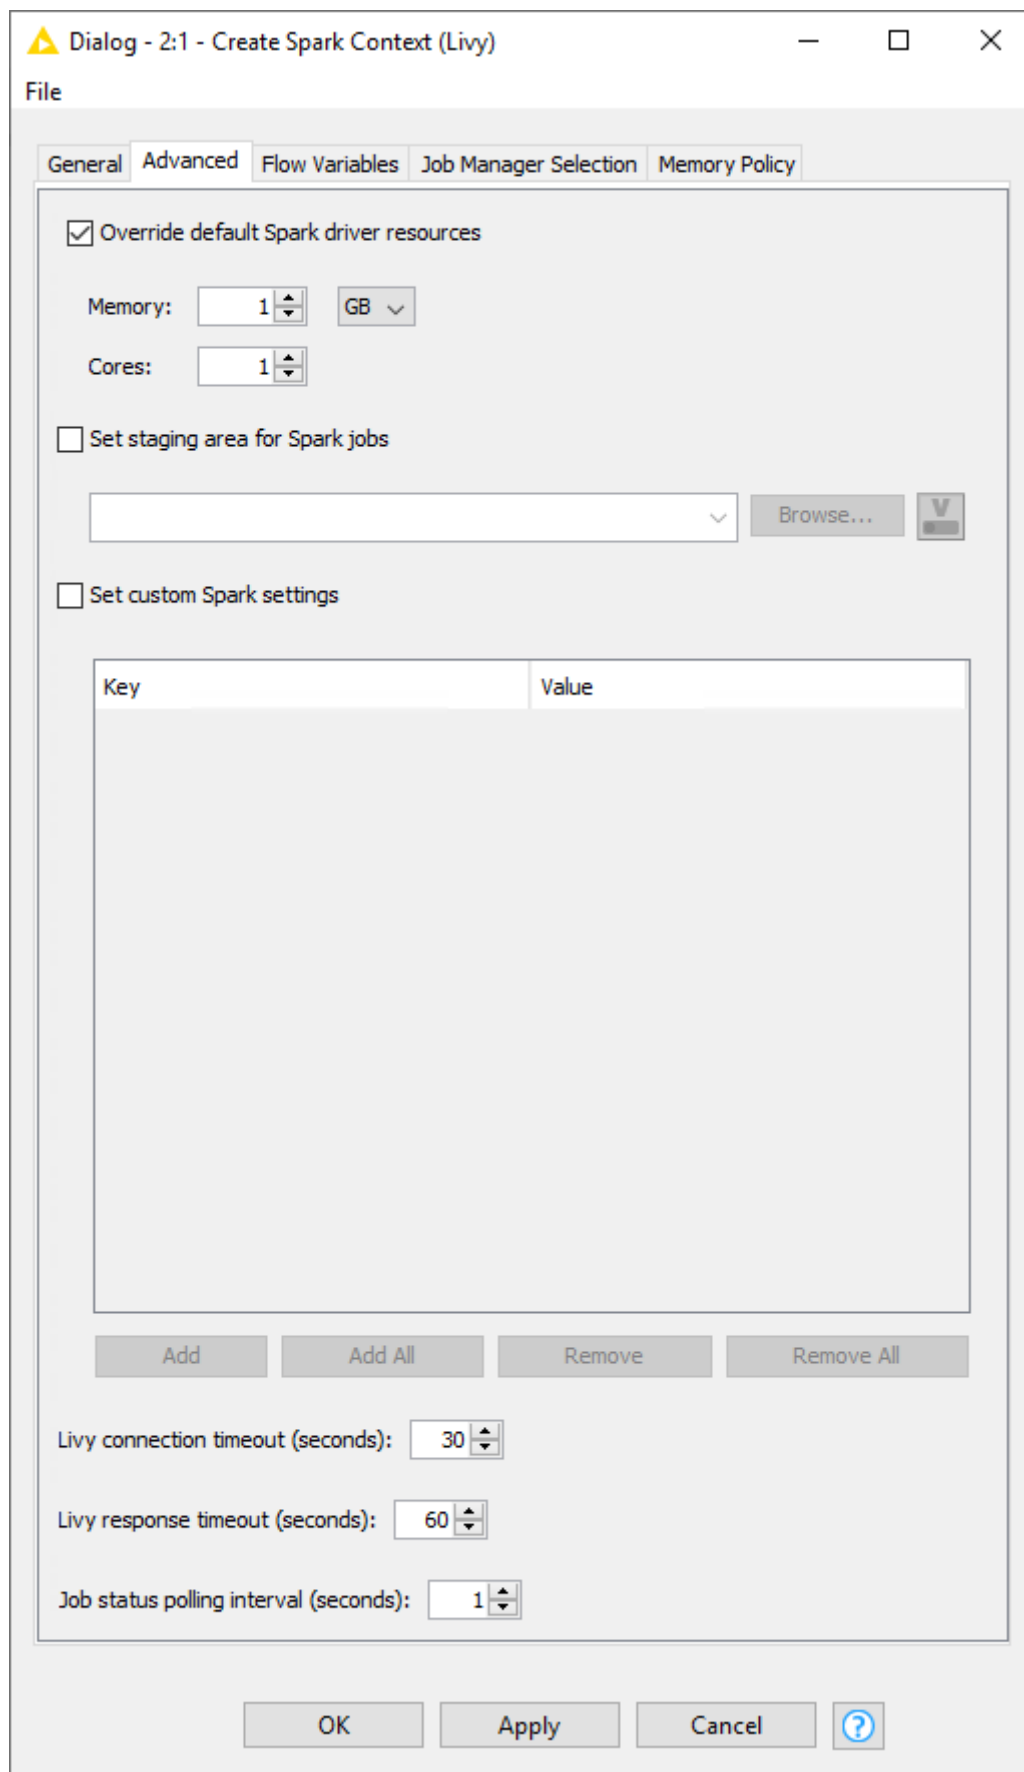 Dialog - 2:1 - Create Spark Context (Livy)
File
General Advanced Flow Variables Job Manager Selection Memory Policy
Override default Spark driver resources
Memory: 1 GB
Cores: 1
Set staging area for Spark jobs
Browse... V
Set custom Spark settings
Key Value
Add Add All Remove Remove All
Livy connection timeout (seconds): 30
Livy response timeout (seconds): 60
Job status polling interval (seconds): 1
OK Apply Cancel ?